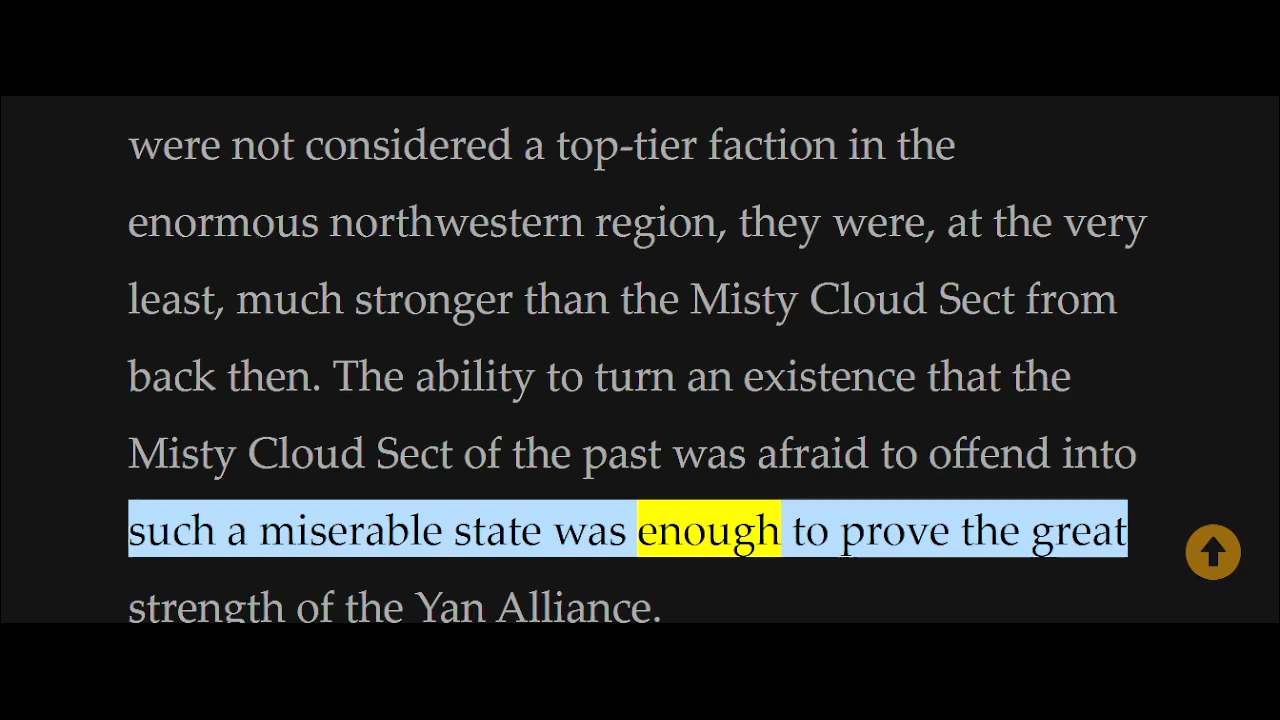 were not considered a top-tier faction in the
enormous northwestern region, they were, at the very
least, much stronger than the Misty Cloud Sect from
back then. The ability to turn an existence that the
Misty Cloud Sect of the past was afraid to offend into
such a miserable state was enough to prove the great
strength of the Yan Alliance.